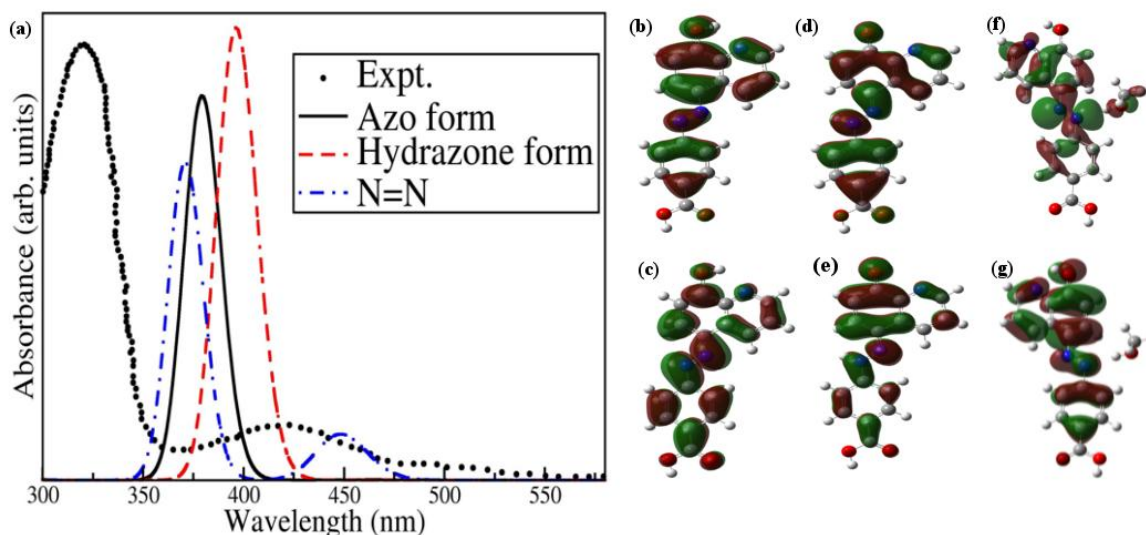 (a)
Absorbance (arb. units)
Expt.
Azo form
Hydrazone form
N=N
300 350 400 450 500 550
Wavelength (nm)
(b)
(d)
(f)
(c)
(e)
(g)